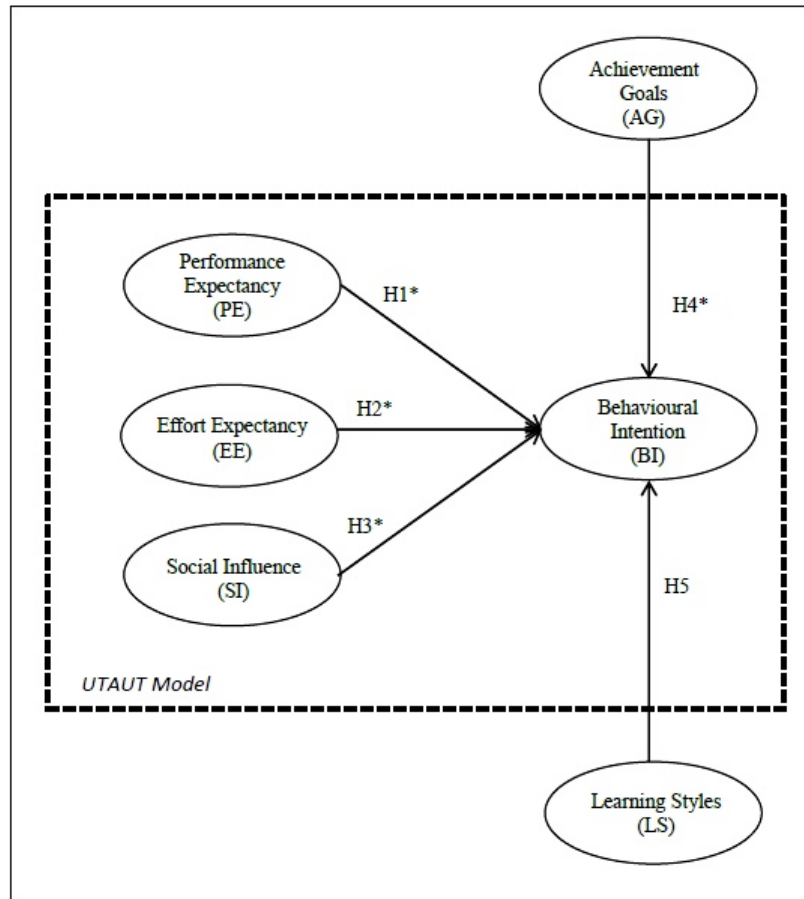 Achievement
Goals
(AG)
Performance
Expectancy
(PE)
H1*
H4*
Effort Expectancy
(EE)
H2*
Behavioural
Intention
(BI)
H3*
Social Influence
(SI)
H5
UTAUT Model
Learning Styles
(LS)